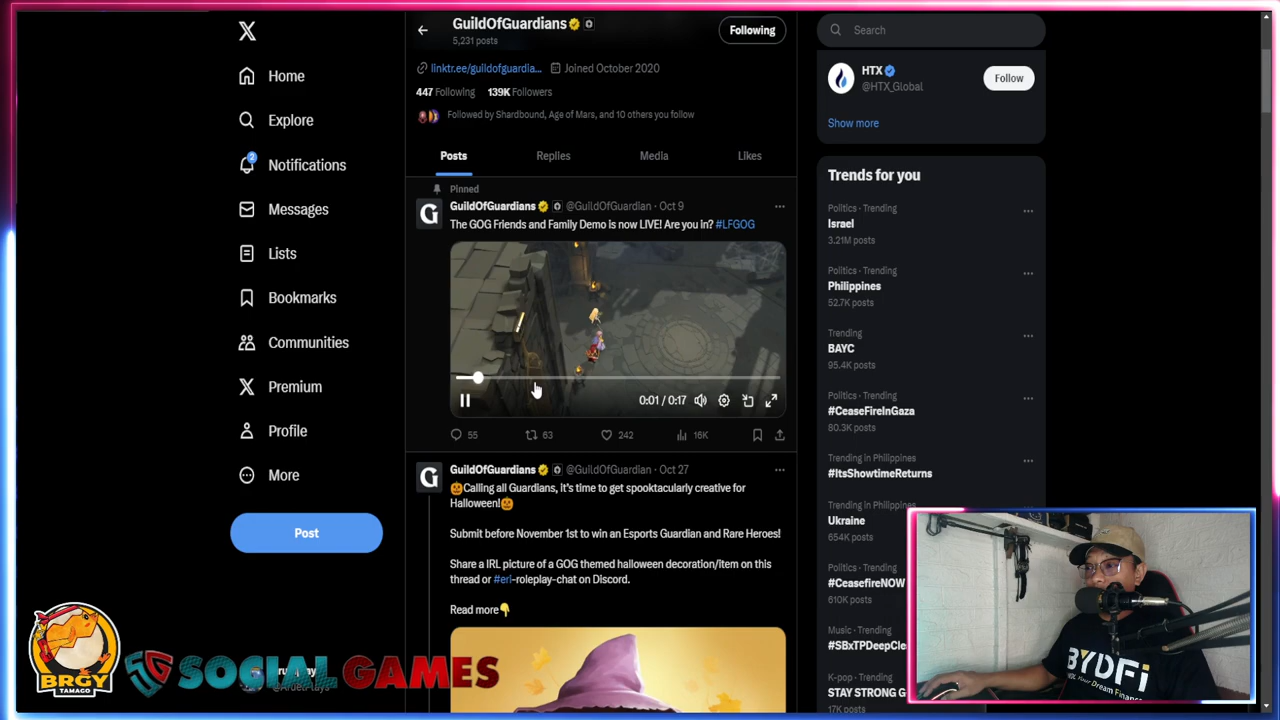 Home
Explore
2
Notifications
Messages
Lists
Bookmarks
Communities
Premium
Profile
More
Post
BRGY
TAMAGO
SG SOCIAL GAMES
GuildOfGuardians
5,231 posts
Following
linktr.ee/guildofguardia... Joined October 2020
447 Following 139K Followers
Followed by Shardbound, Age of Mars, and 10 others you follow
Posts Replies Media Likes
Pinned
GuildOfGuardians @GuildOfGuardian · Oct 9
The GOG Friends and Family Demo is now LIVE! Are you in? #LFGOG
0:01 / 0:17
55 63 242 16K
GuildOfGuardians @GuildOfGuardian · Oct 27
🎃Calling all Guardians, it's time to get spooktacularly creative for
Halloween!🎃
Submit before November 1st to win an Esports Guardian and Rare Heroes!
Share a IRL picture of a GOG themed halloween decoration/item on this
thread or #eri-roleplay-chat on Discord.
Read more👇
Search
HTX
@HTX_Global
Follow
Show more
Trends for you
Politics · Trending
Israel
3.21M posts
Politics · Trending
Philippines
52.7K posts
Trending
BAYC
95.4K posts
Politics · Trending
#CeaseFireInGaza
80.3K posts
Trending in Philippines
#ItsShowtimeReturns
Trending in Philippines
Ukraine
654K posts
Politics · Trending
#CeasefireNOW
610K posts
Music · Trending
#SBxTPDeepCle
K-pop · Trending
STAY STRONG G
17K posts
BYDFi